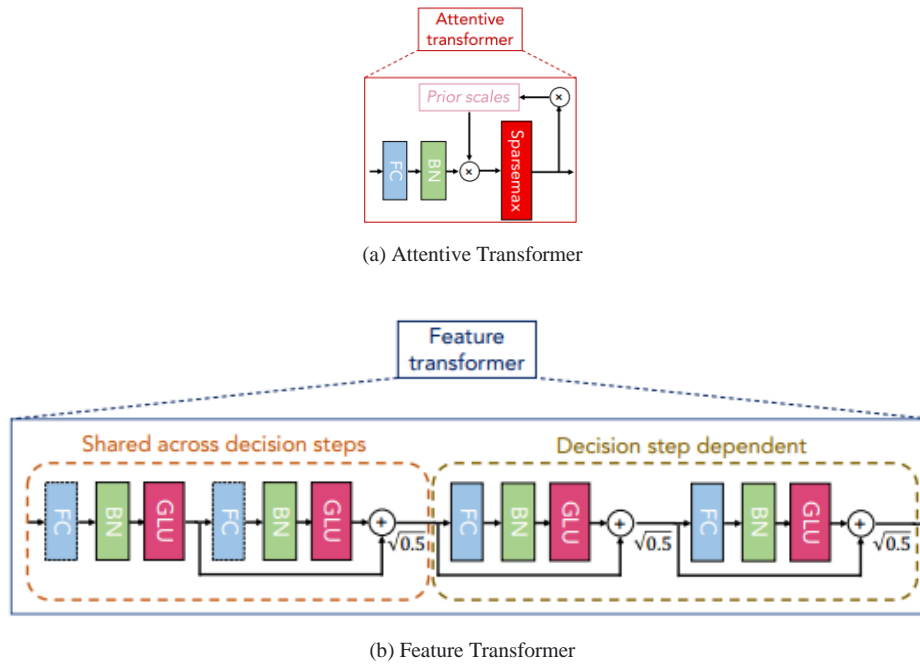 Attentive
transformer
Prior scales
×
FC
BN
×
Sparsemax
(a) Attentive Transformer
Feature
transformer
Shared across decision steps
Decision step dependent
FC
BN
GLU
FC
BN
GLU
+
√0.5
FC
BN
GLU
+
√0.5
FC
BN
GLU
+
√0.5
(b) Feature Transformer